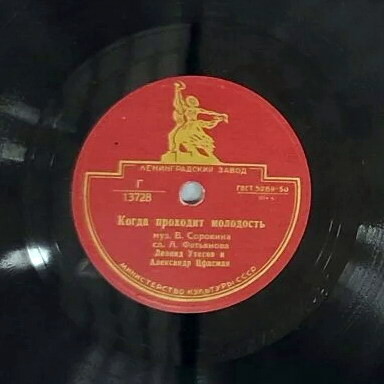 ЛЕНИНГРАДСКИЙ ЗАВОД
Г
13728
ГОСТ 5289-50
Когда проходит молодость
муз. В. Сорокина
сл. А. Фатьянова
Леонид Утесов и
Александр Цфасман
МИНИСТЕРСТВО КУЛЬТУРЫ СССР